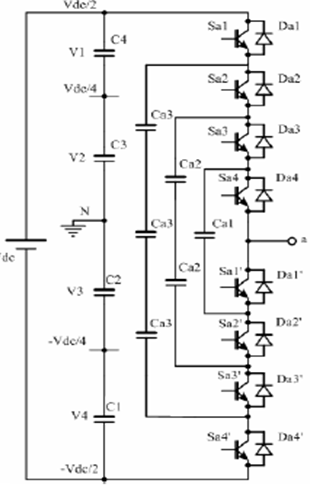 Vdc/2
C4
V1
Vdc/4
C3
V2
N
Vdc
C2
V3
-Vdc/4
C1
V4
-Vdc/2
Ca3
Ca3
Ca3
Ca2
Ca2
Ca1
Sa1
Da1
Sa2
Da2
Sa3
Da3
Sa4
Da4
a
Sa1'
Da1'
Sa2'
Da2'
Sa3'
Da3'
Sa4'
Da4'